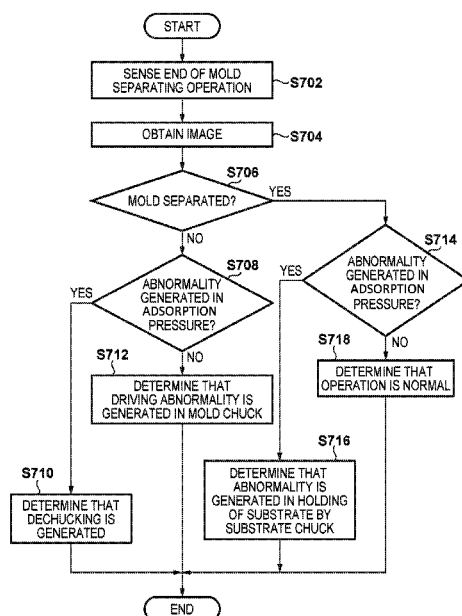 START
SENSE END OF MOLD
SEPARATING OPERATION
S702
OBTAIN IMAGE
S704
S706
MOLD SEPARATED?
YES
NO
S708
ABNORMALITY
GENERATED IN
ADSORPTION
PRESSURE?
YES
NO
S714
ABNORMALITY
GENERATED IN
ADSORPTION
PRESSURE?
YES
NO
S712
DETERMINE THAT
DRIVING ABNORMALITY IS
GENERATED IN MOLD CHUCK
S718
DETERMINE THAT
OPERATION IS NORMAL
S710
DETERMINE THAT
DECHUCKING IS
GENERATED
S716
DETERMINE THAT
ABNORMALITY IS
GENERATED IN HOLDING
OF SUBSTRATE BY
SUBSTRATE CHUCK
END